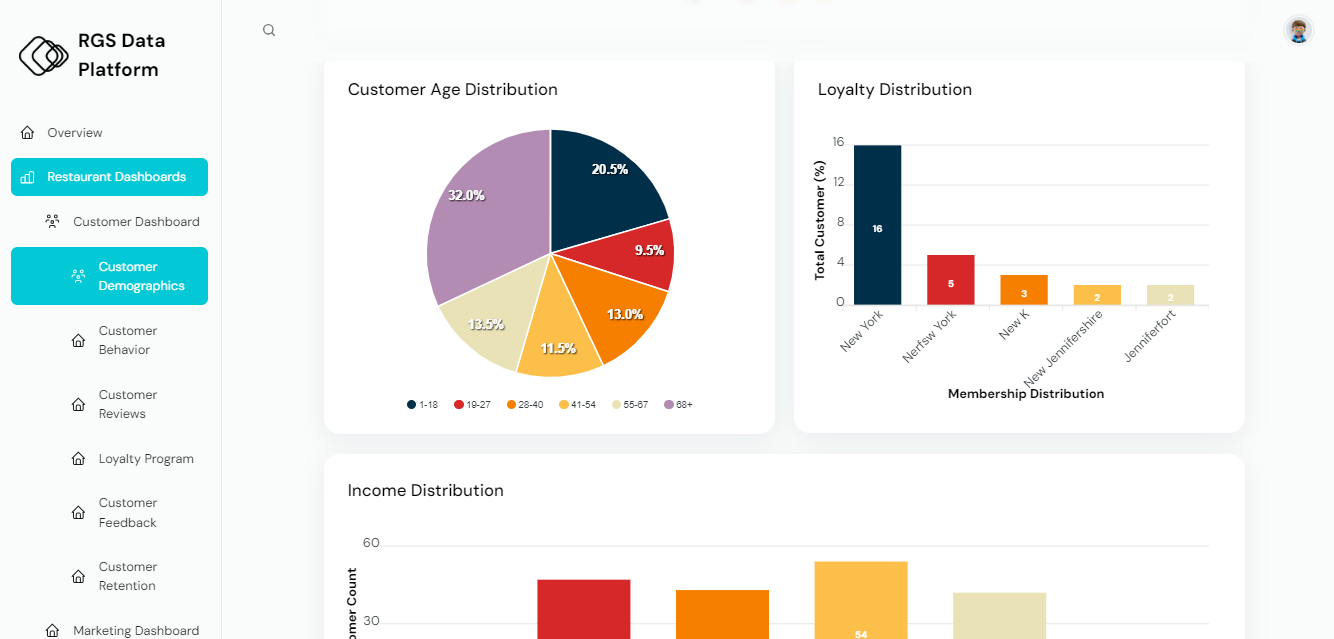 RGS Data
Platform
Overview
Restaurant Dashboards
Customer Dashboard
Customer
Demographics
Customer
Behavior
Customer
Reviews
Loyalty Program
Customer
Feedback
Customer
Retention
Marketing Dashboard
Customer Age Distribution
20.5%
32.0%
9.5%
13.0%
13.5%
11.5%
1-18 19-27 28-40 41-54 55-67 68+
Loyalty Distribution
Total Customer (%)
16
12
8
4
0
16
5
3
2
2
New York
Nerfsw York
New K
New Jennifershire
Jenniferfort
Membership Distribution
Income Distribution
60
30
omer Count
54